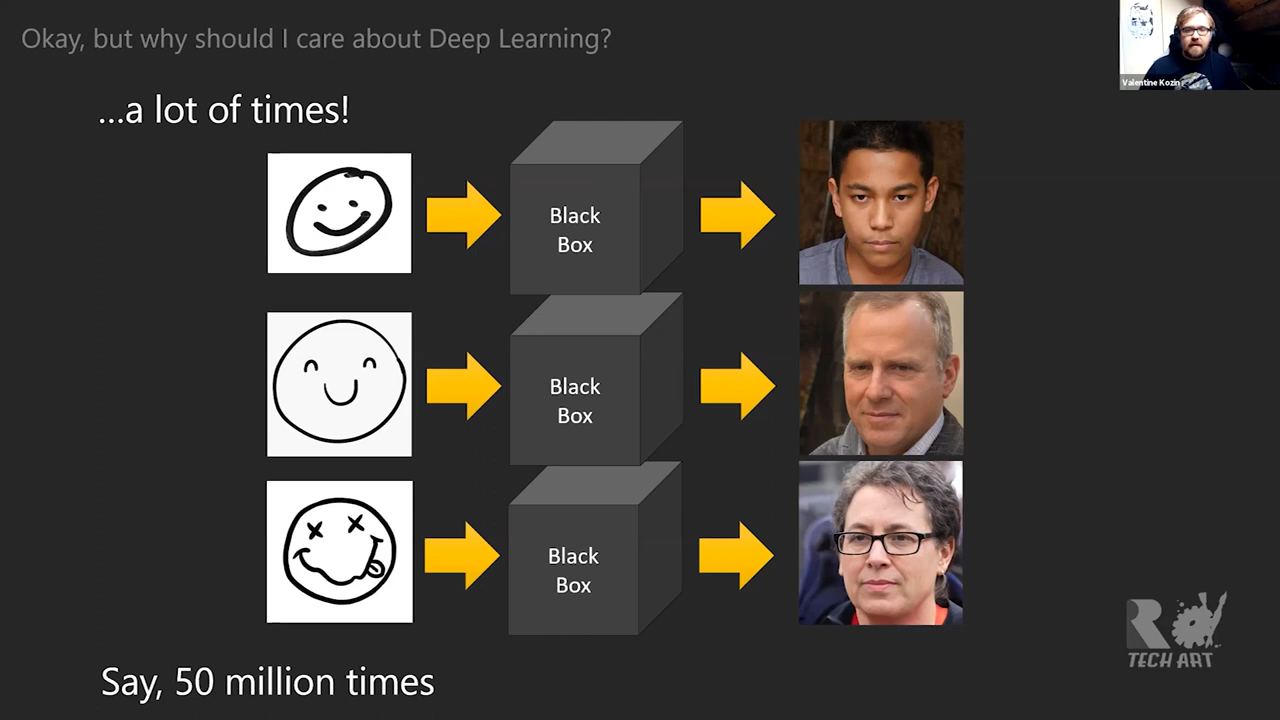 Okay, but why should I care about Deep Learning?
Valentine Kozin
...a lot of times!
Black
Box
Black
Box
Black
Box
R
TECH ART
Say, 50 million times